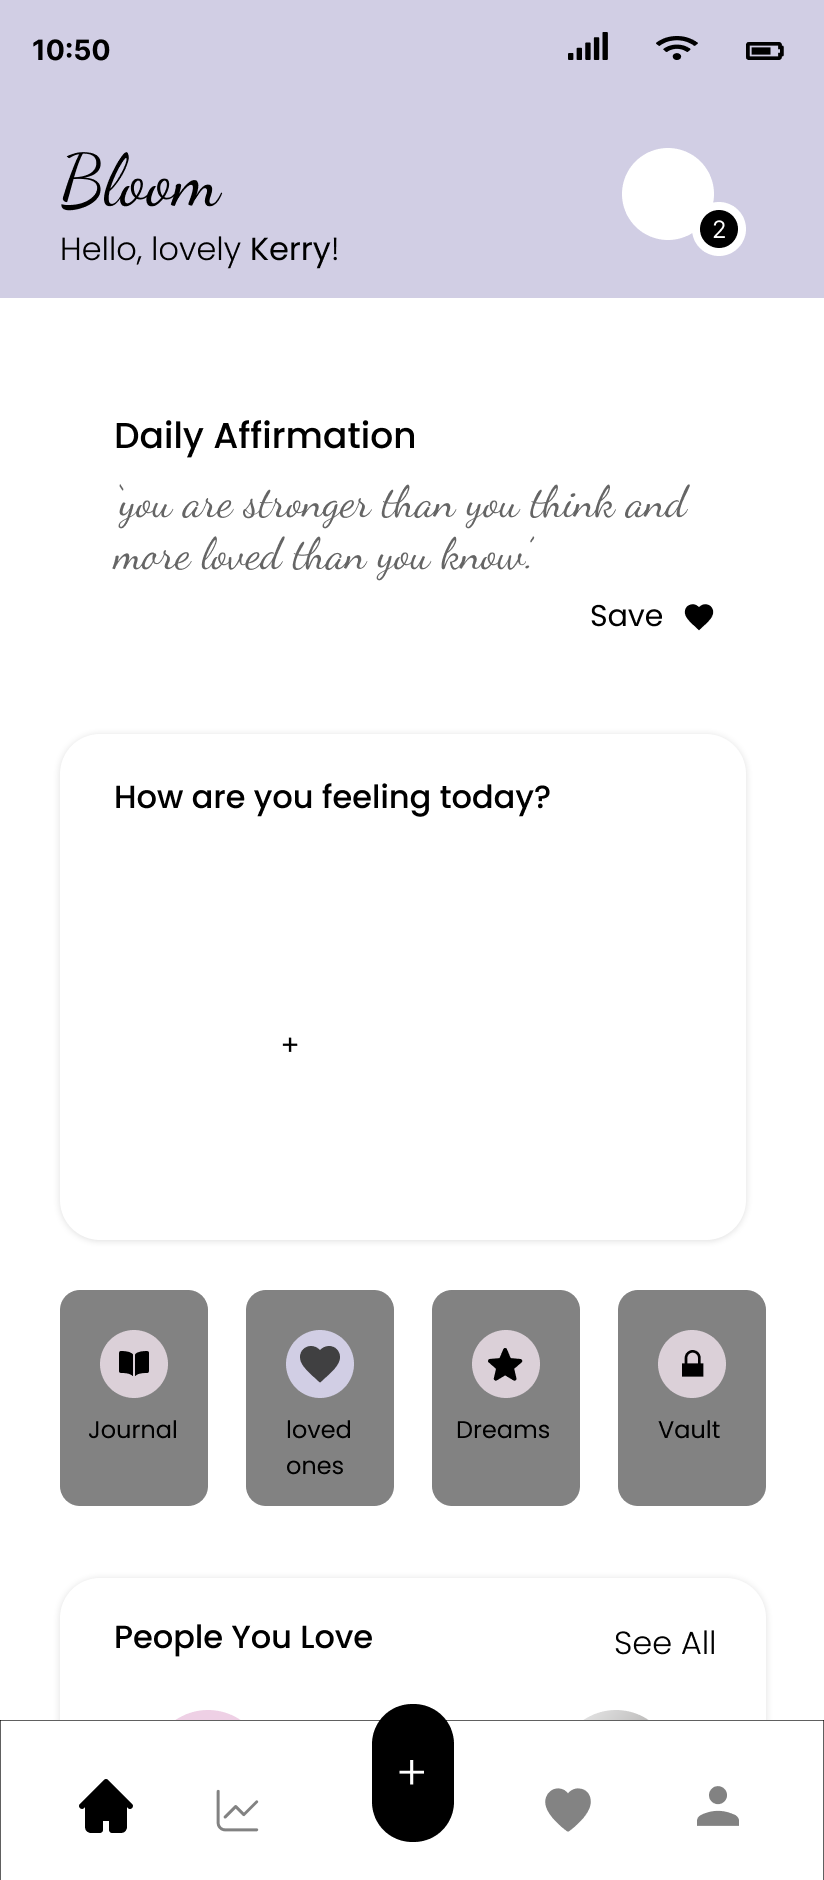 10:50
Bloom
Hello, lovely Kerry!
2
Daily Affirmation
'you are stronger than you think and
more loved than you know.'
Save
How are you feeling today?
+
Journal
loved
ones
Dreams
Vault
People You Love
See All
+